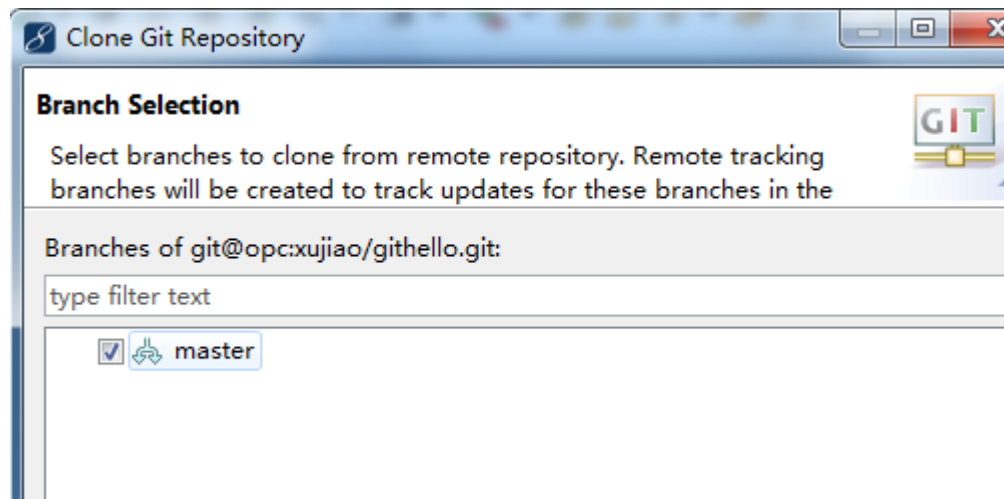 Clone Git Repository
Branch Selection
GIT
Select branches to clone from remote repository. Remote tracking
branches will be created to track updates for these branches in the
Branches of git@opc:xujiao/githello.git:
type filter text
master